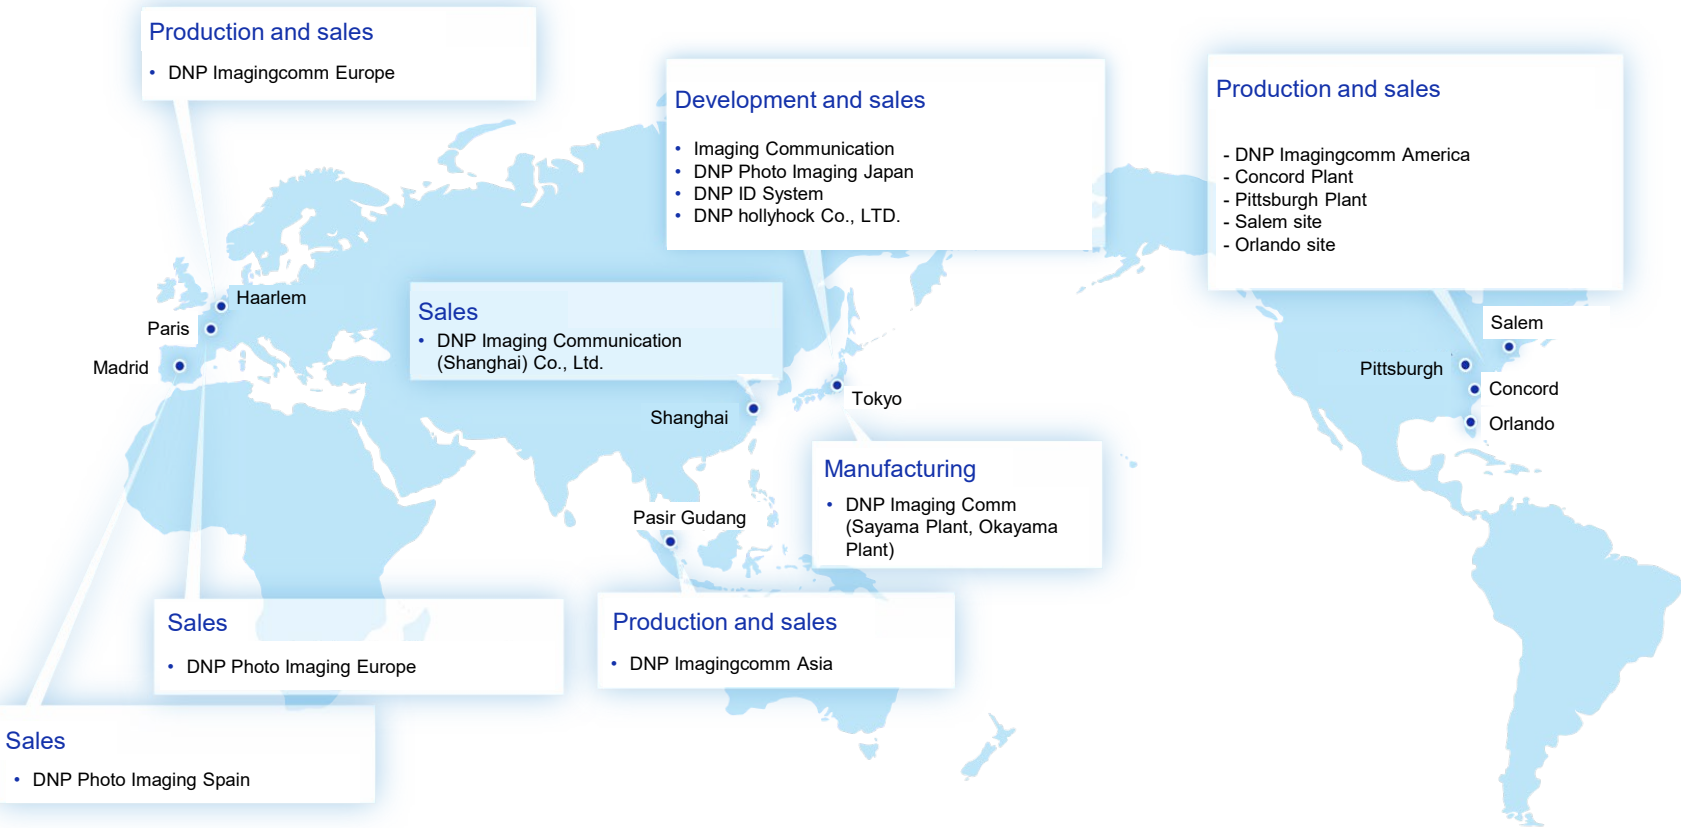 Production and sales
• DNP Imagingcomm Europe
Development and sales
• Imaging Communication
• DNP Photo Imaging Japan
• DNP ID System
• DNP hollyhock Co., LTD.
Production and sales
- DNP Imagingcomm America
- Concord Plant
- Pittsburgh Plant
- Salem site
- Orlando site
Haarlem
Paris
Madrid
Sales
• DNP Imaging Communication
(Shanghai) Co., Ltd.
Shanghai
Tokyo
Salem
Pittsburgh
Concord
Orlando
Manufacturing
• DNP Imaging Comm
(Sayama Plant, Okayama
Plant)
Pasir Gudang
Sales
• DNP Photo Imaging Europe
Production and sales
• DNP Imagingcomm Asia
Sales
• DNP Photo Imaging Spain